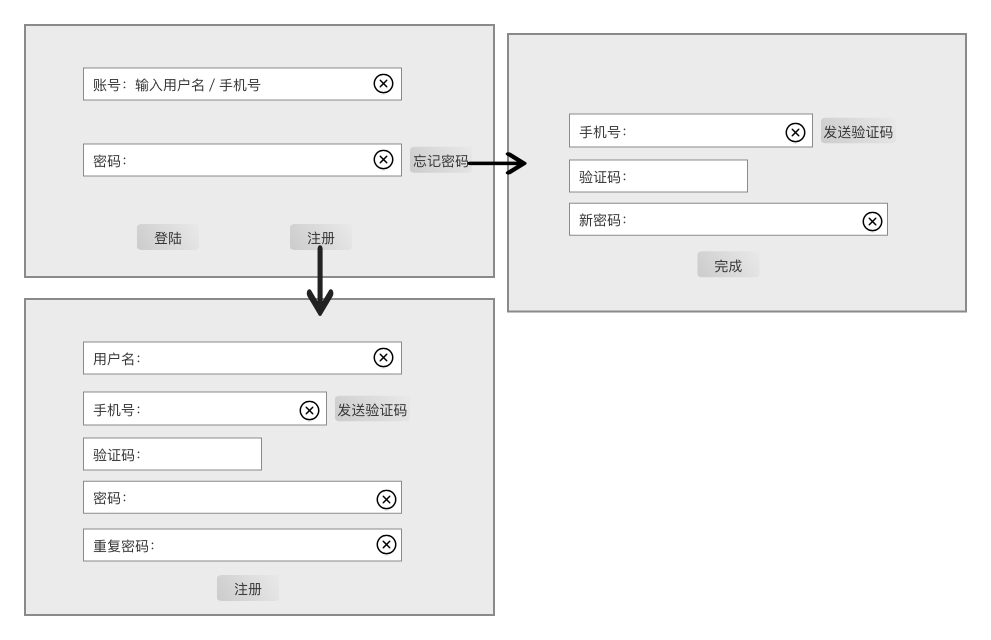 账号：输入用户名 / 手机号
密码：
忘记密码
登陆
注册
手机号：
发送验证码
验证码：
新密码：
完成
用户名：
手机号：
发送验证码
验证码：
密码：
重复密码：
注册